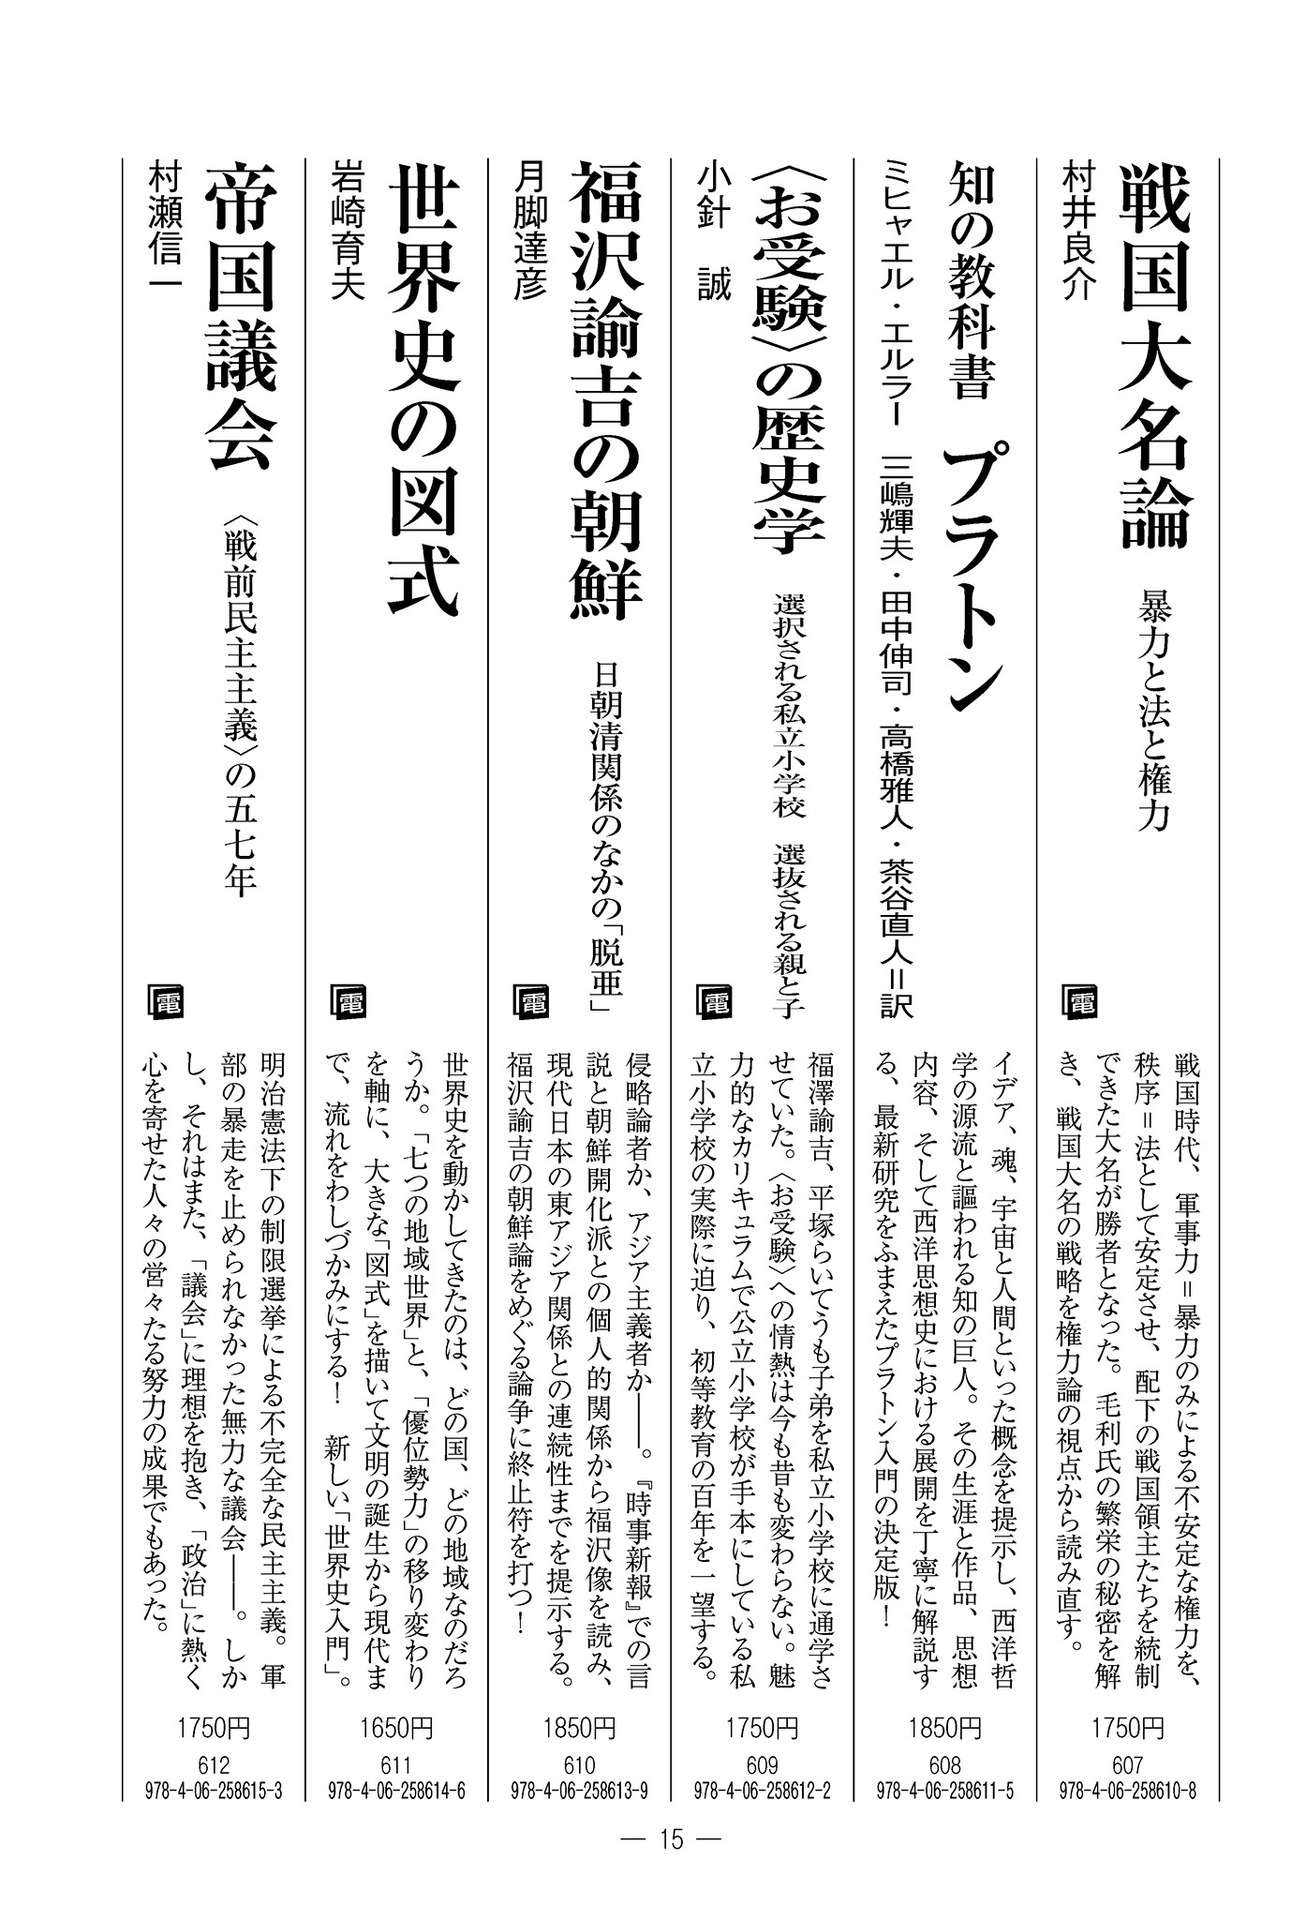 戦国大名論 暴力と法と権力
村井良介
電
戦国時代、軍事力＝暴力のみによる不安定な権力を、
秩序＝法として安定させ、配下の戦国領主たちを統制
できた大名が勝者となった。毛利氏の繁栄の秘密を解
き、戦国大名の戦略を権力論の視点から読み直す。
1750円
607
978-4-06-258610-8
知の教科書 プラトン
ミヒャエル・エルラー 三嶋輝夫・田中伸司・高橋雅人・茶谷直人＝訳
イデア、魂、宇宙と人間といった概念を提示し、西洋哲
学の源流と謳われる知の巨人。その生涯と作品、思想
内容、そして西洋思想史における展開を丁寧に解説す
る、最新研究をふまえたプラトン入門の決定版！
1850円
608
978-4-06-258611-5
〈お受験〉の歴史学 選択される私立小学校 選抜される親と子
小針 誠
電
福澤諭吉、平塚らいてうも子弟を私立小学校に通学さ
せていた。〈お受験〉への情熱は今も昔も変わらない。魅
力的なカリキュラムで公立小学校が手本にしている私
立小学校の実際に迫り、初等教育の百年を一望する。
1750円
609
978-4-06-258612-2
福沢諭吉の朝鮮 日朝清関係のなかの「脱亜」
月脚達彦
電
侵略論者か、アジア主義者か――。『時事新報』での言
説と朝鮮開化派との個人的関係から福沢像を読み、
現代日本の東アジア関係との連続性までを提示する。
福沢諭吉の朝鮮論をめぐる論争に終止符を打つ！
1850円
610
978-4-06-258613-9
世界史の図式
岩崎育夫
電
世界史を動かしてきたのは、どの国、どの地域なのだろ
うか。「七つの地域世界」と、「優位勢力」の移り変わり
を軸に、大きな「図式」を描いて文明の誕生から現代ま
で、流れをわしづかみにする！ 新しい「世界史入門」。
1650円
611
978-4-06-258614-6
帝国議会 〈戦前民主主義〉の五七年
村瀬信一
電
明治憲法下の制限選挙による不完全な民主主義。軍
部の暴走を止められなかった無力な議会――。しか
し、それはまた、「議会」に理想を抱き、「政治」に熱く
心を寄せた人々の営々たる努力の成果でもあった。
1750円
612
978-4-06-258615-3
― 15 ―